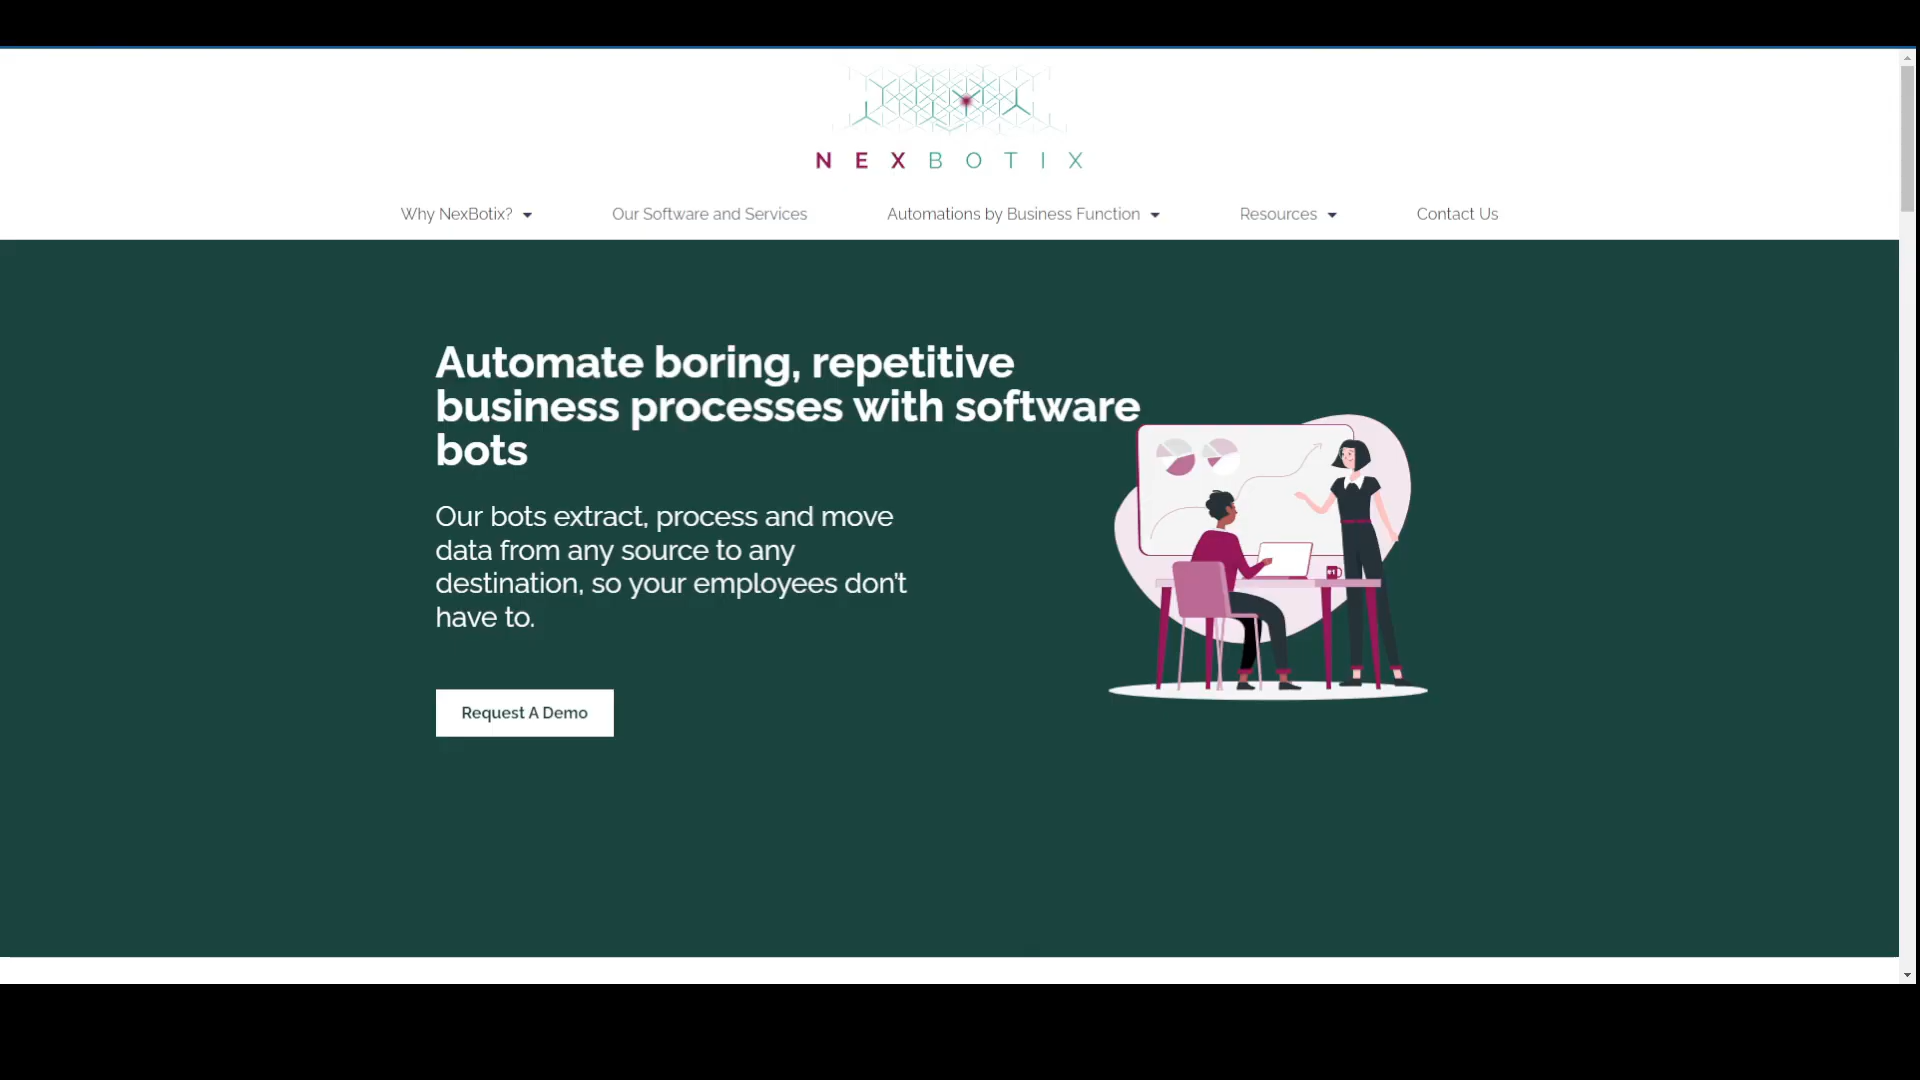 NEXBOTIX
Why NexBotix? Our Software and Services Automations by Business Function Resources Contact Us
Automate boring, repetitive
business processes with software
bots
Our bots extract, process and move
data from any source to any
destination, so your employees don't
have to.
#1
Request A Demo